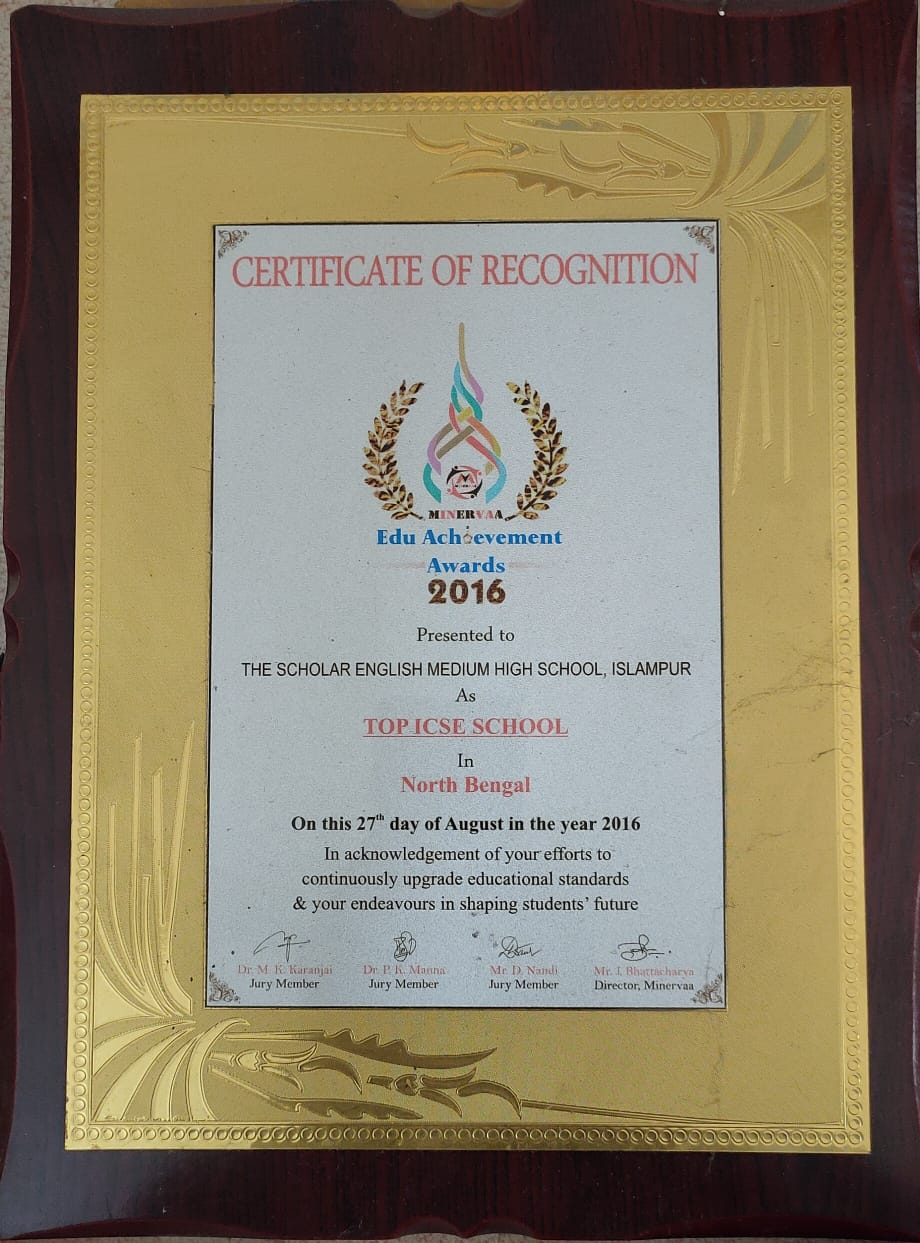 CERTIFICATE OF RECOGNITION
MINERVAA
Edu Achievement
Awards
2016
Presented to
THE SCHOLAR ENGLISH MEDIUM HIGH SCHOOL, ISLAMPUR
As
TOP ICSE SCHOOL
In
North Bengal
On this 27th day of August in the year 2016
In acknowledgement of your efforts to
continuously upgrade educational standards
& your endeavours in shaping students' future
Dr. M. K. Karanjai Dr. P. K. Manna Mr. D. Nandi Mr. J. Bhattacharya
Jury Member Jury Member Jury Member Director, Minervaa